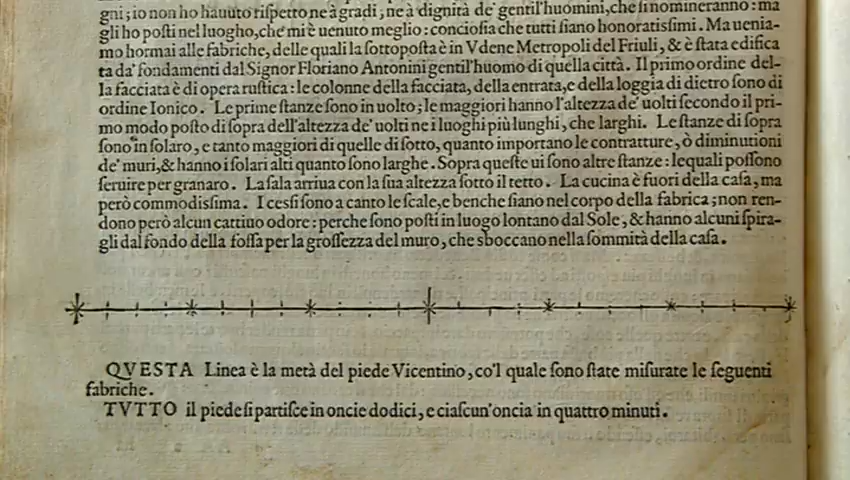 gni; io non ho hauuto riſpetto ne à gradi, ne à dignità de' gentil'huomini, che ſi nomineranno: ma
gli ho poſti nel luogho, che mi è uenuto meglio: concioſia che tutti ſiano honoratiſſimi. Ma uenia-
mo hormai alle fabriche, delle quali la ſottopoſta è in Vdene Metropoli del Friuli, & è ſtata edifica
ta da' fondamenti dal Signor Floriano Antonini gentil'huomo di quella città. Il primo ordine del-
la facciata è di opera ruſtica: le colonne della facciata, della entrata, e della loggia di dietro ſono di
ordine Ionico. Le prime ſtanze ſono in uolto; le maggiori hanno l'altezza de' uolti ſecondo il pri-
mo modo poſto di ſopra dell'altezza de' uolti ne i luoghi più lunghi, che larghi. Le ſtanze di ſopra
ſono in ſolaro, e tanto maggiori di quelle di ſotto, quanto importano le contratture, ò diminutioni
de' muri, & hanno i ſolari alti quanto ſono larghe. Sopra queſte ui ſono altre ſtanze: lequali poſſono
ſeruire per granaro. La ſala arriua con la ſua altezza ſotto il tetto. La cucina è fuori della caſa, ma
però commodiſſima. I ceſſi ſono a canto le ſcale, e benche ſiano nel corpo della fabrica; non ren-
dono però alcun cattiuo odore: perche ſono poſti in luogo lontano dal Sole, & hanno alcuni ſpira-
gli dal fondo della foſſa per la groſſezza del muro, che sboccano nella ſommità della caſa.
QVESTA Linea è la metà del piede Vicentino, co'l quale ſono ſtate miſurate le ſeguenti
fabriche.
TVTTO il piede ſi partiſce in oncie dodici, e ciaſcun'oncia in quattro minuti.